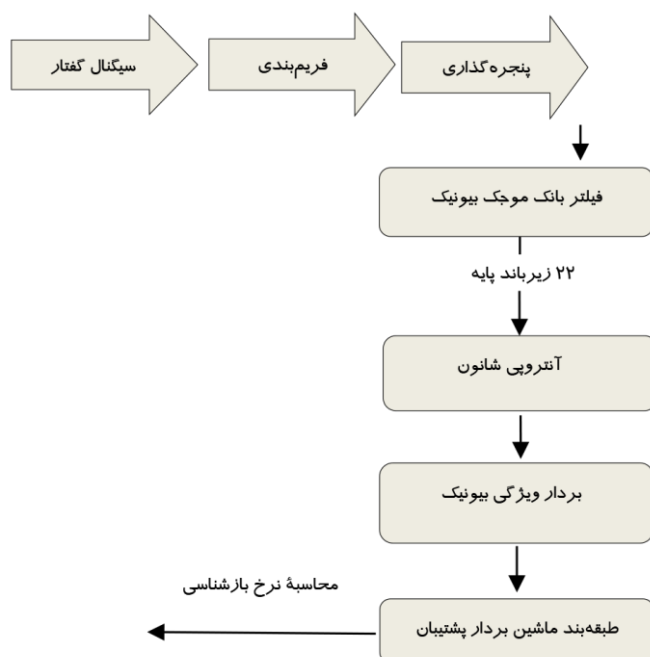 سیگنال گفتار
فریم‌بندی
پنجره‌گذاری
فیلتر بانک موجک بیونیک
۲۲ زیرباند پایه
آنتروپی شانون
بردار ویژگی بیونیک
طبقه‌بند ماشین بردار پشتیبان
محاسبهٔ نرخ بازشناسی